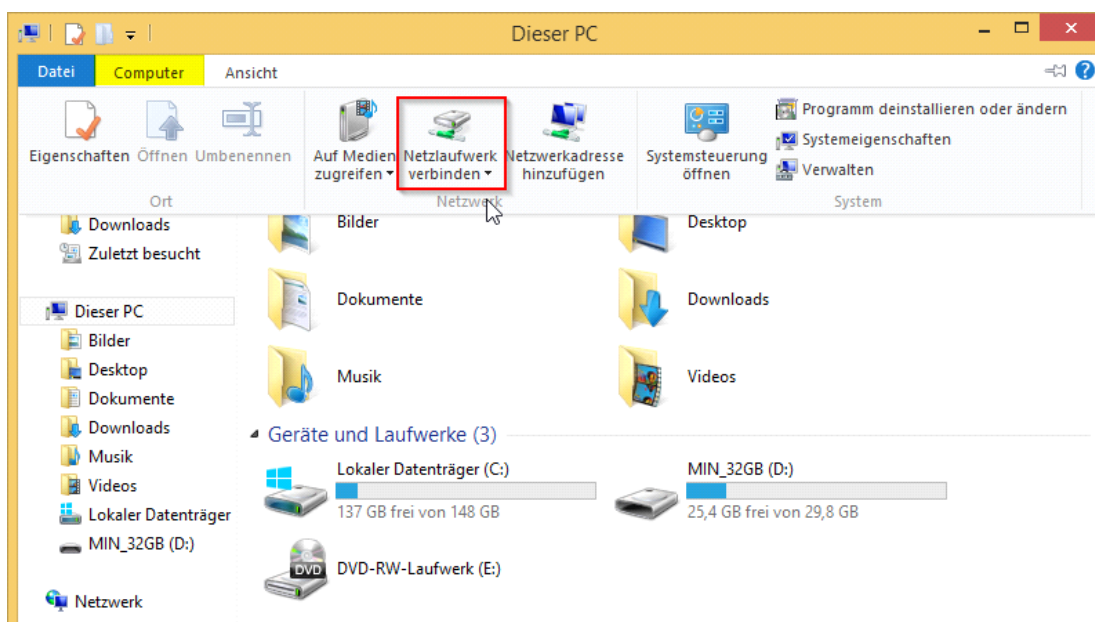 Dieser PC
Datei Computer Ansicht
Eigenschaften Öffnen Umbenennen
Auf Medien
zugreifen
Netzlaufwerk
verbinden
Netzwerkadresse
hinzufügen
Systemsteuerung
öffnen
Programm deinstallieren oder ändern
Systemeigenschaften
Verwalten
Ort
Netzwerk
System
Downloads
Zuletzt besucht
Dieser PC
Bilder
Desktop
Dokumente
Downloads
Musik
Videos
Lokaler Datenträger
MIN_32GB (D:)
Netzwerk
Bilder
Desktop
Dokumente
Downloads
Musik
Videos
Geräte und Laufwerke (3)
Lokaler Datenträger (C:)
137 GB frei von 148 GB
MIN_32GB (D:)
25,4 GB frei von 29,8 GB
DVD
DVD-RW-Laufwerk (E:)